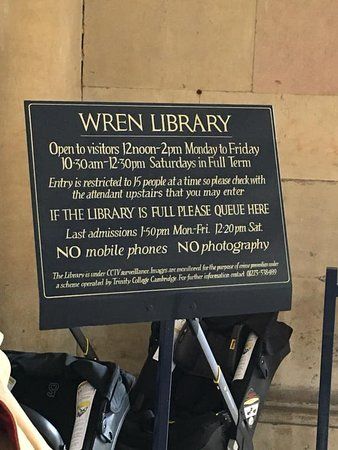 WREN LIBRARY
Open to visitors 12noon-2pm Monday to Friday
10·30am-12·30pm Saturdays in Full Term
Entry is restricted to 15 people at a time so please check with
the attendant upstairs that you may enter
IF THE LIBRARY IS FULL PLEASE QUEUE HERE
Last admissions 1·50pm Mon-Fri. 12:20pm Sat.
NO mobile phones NO photography
The Library is under CCTV surveillance. Images are monitored for the purpose of crime prevention under
a scheme operated by Trinity College Cambridge. For further information contact 01223-338489